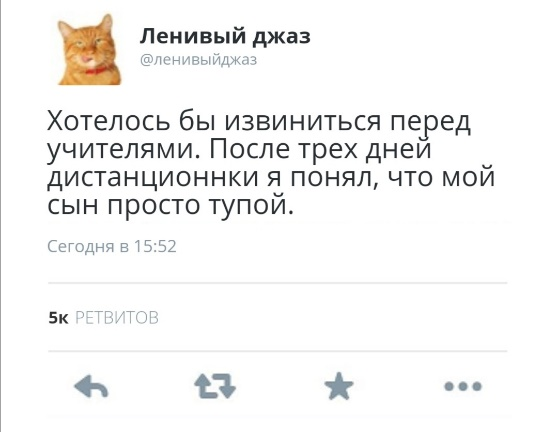 Ленивый джаз
@ленивыйджаз
Хотелось бы извиниться перед
учителями. После трех дней
дистанционнки я понял, что мой
сын просто тупой.
Сегодня в 15:52
5к РЕТВИТОВ